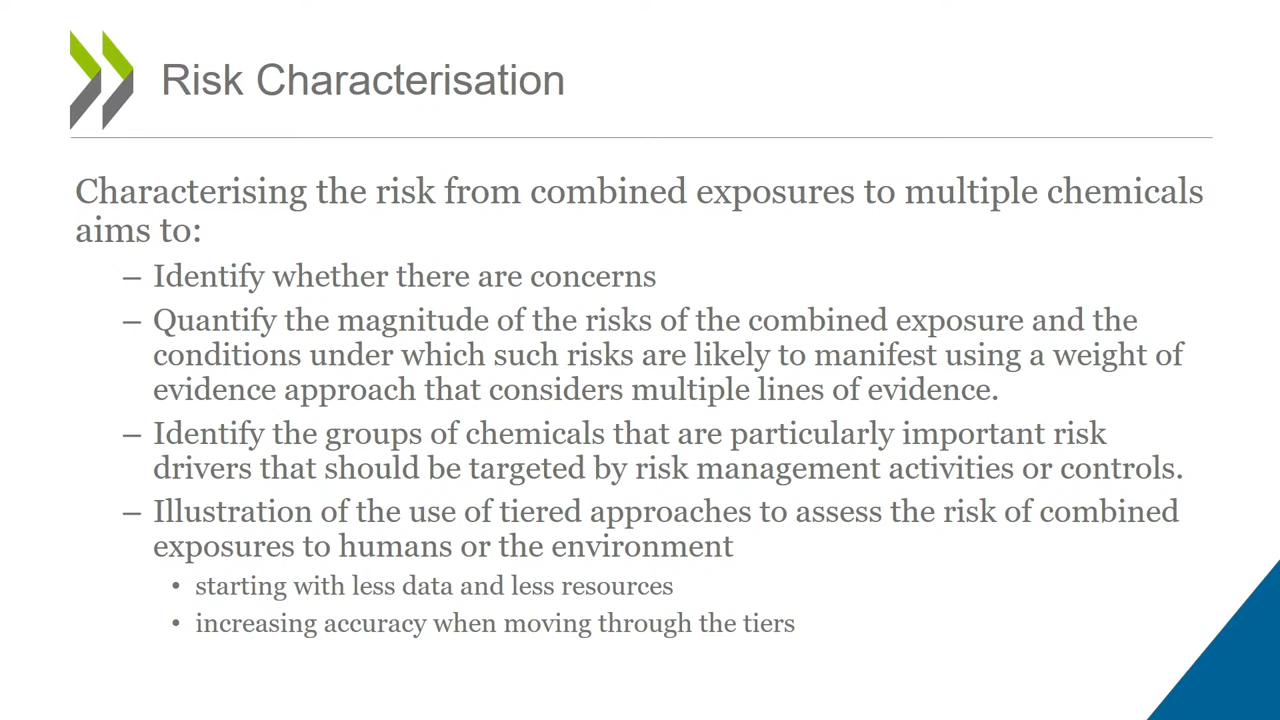 Risk Characterisation
Characterising the risk from combined exposures to multiple chemicals
aims to:
– Identify whether there are concerns
– Quantify the magnitude of the risks of the combined exposure and the
conditions under which such risks are likely to manifest using a weight of
evidence approach that considers multiple lines of evidence.
– Identify the groups of chemicals that are particularly important risk
drivers that should be targeted by risk management activities or controls.
– Illustration of the use of tiered approaches to assess the risk of combined
exposures to humans or the environment
• starting with less data and less resources
• increasing accuracy when moving through the tiers